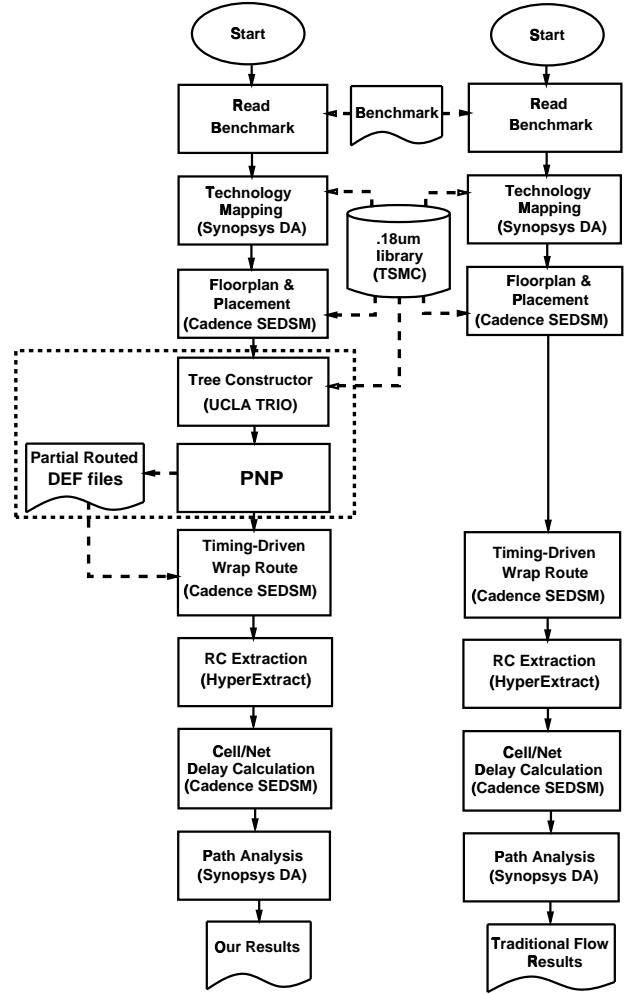 Start
Start
Read
Benchmark
Benchmark
Read
Benchmark
Technology
Mapping
(Synopsys DA)
.18um
library
(TSMC)
Technology
Mapping
(Synopsys DA)
Floorplan &
Placement
(Cadence SEDSM)
Floorplan &
Placement
(Cadence SEDSM)
Tree Constructor
(UCLA TRIO)
Partial Routed
DEF files
PNP
Timing-Driven
Wrap Route
(Cadence SEDSM)
Timing-Driven
Wrap Route
(Cadence SEDSM)
RC Extraction
(HyperExtract)
RC Extraction
(HyperExtract)
Cell/Net
Delay Calculation
(Cadence SEDSM)
Cell/Net
Delay Calculation
(Cadence SEDSM)
Path Analysis
(Synopsys DA)
Path Analysis
(Synopsys DA)
Our Results
Traditional Flow
Results